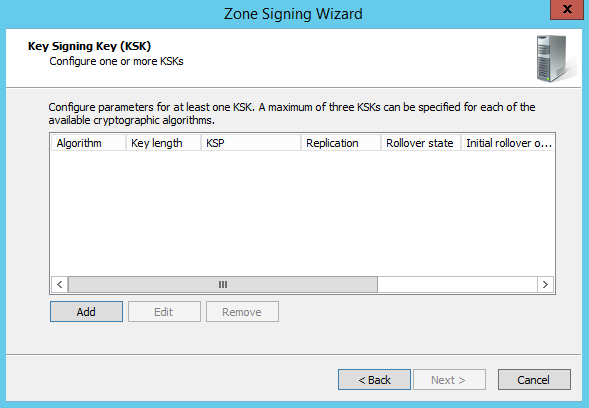 Zone Signing Wizard
x
Key Signing Key (KSK)
Configure one or more KSKs
Configure parameters for at least one KSK. A maximum of three KSKs can be specified for each of the
available cryptographic algorithms.
Algorithm Key length KSP Replication Rollover state Initial rollover o...
Add Edit Remove
< Back Next > Cancel